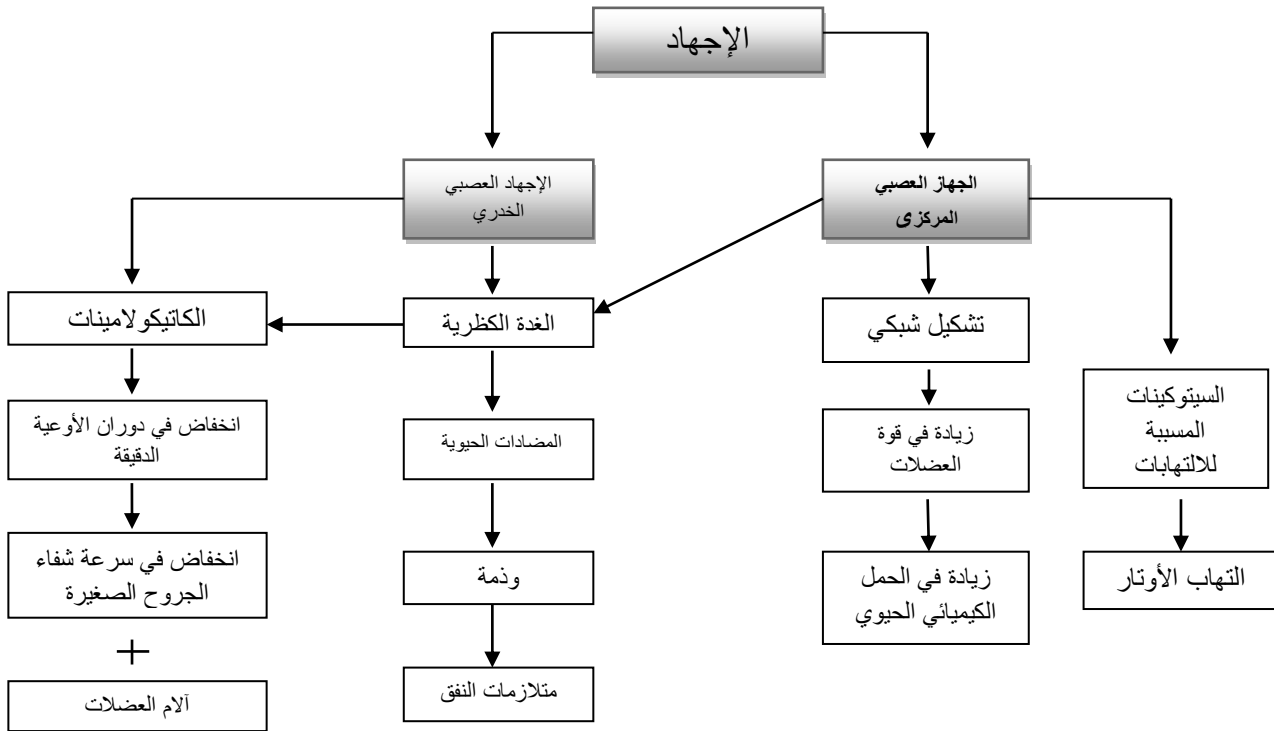 الإجهاد
الجهاز العصبي
المركزى
الإجهاد العصبي
الخدري
السيتوكينات
المسببة
للالتهابات
التهاب الأوتار
تشكيل شبكي
زيادة في قوة
العضلات
زيادة في الحمل
الكيميائي الحيوي
الغدة الكظرية
المضادات الحيوية
وذمة
متلازمات النفق
الكاتيكولامينات
انخفاض في دوران الأوعية
الدقيقة
انخفاض في سرعة شفاء
الجروح الصغيرة
+
آلام العضلات